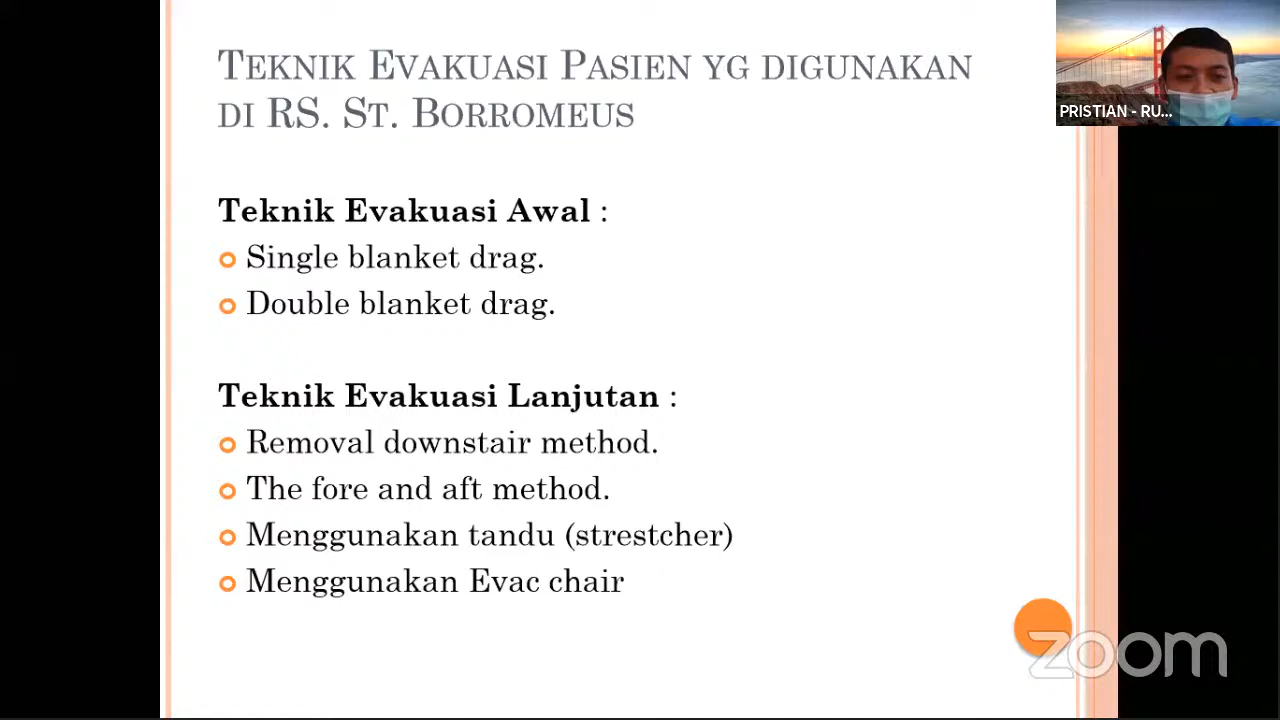 TEKNIK EVAKUASI PASIEN YG DIGUNAKAN
DI RS. ST. BORROMEUS
PRISTIAN - RU...
Teknik Evakuasi Awal :
Single blanket drag.
Double blanket drag.
Teknik Evakuasi Lanjutan :
Removal downstair method.
The fore and aft method.
Menggunakan tandu (strestcher)
Menggunakan Evac chair
zoom